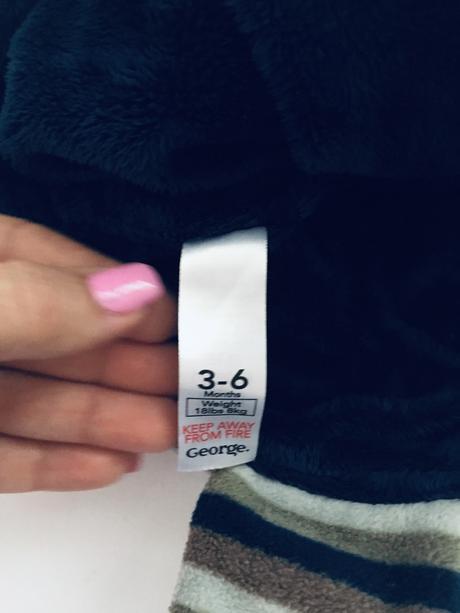 3-6
Months
Weight
18lbs 8kg
KEEP AWAY
FROM FIRE
George.